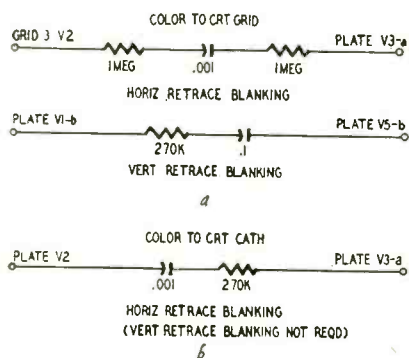 COLOR TO CRT GRID
GRID 3 V2 PLATE V3-a
1MEG .001 1MEG
HORIZ RETRACE BLANKING
PLATE V1-b PLATE V5-b
270K .1
VERT RETRACE BLANKING
a
COLOR TO CRT CATH
PLATE V2 PLATE V3-a
.001 270K
HORIZ RETRACE BLANKING
(VERT RETRACE BLANKING NOT REQD)
b